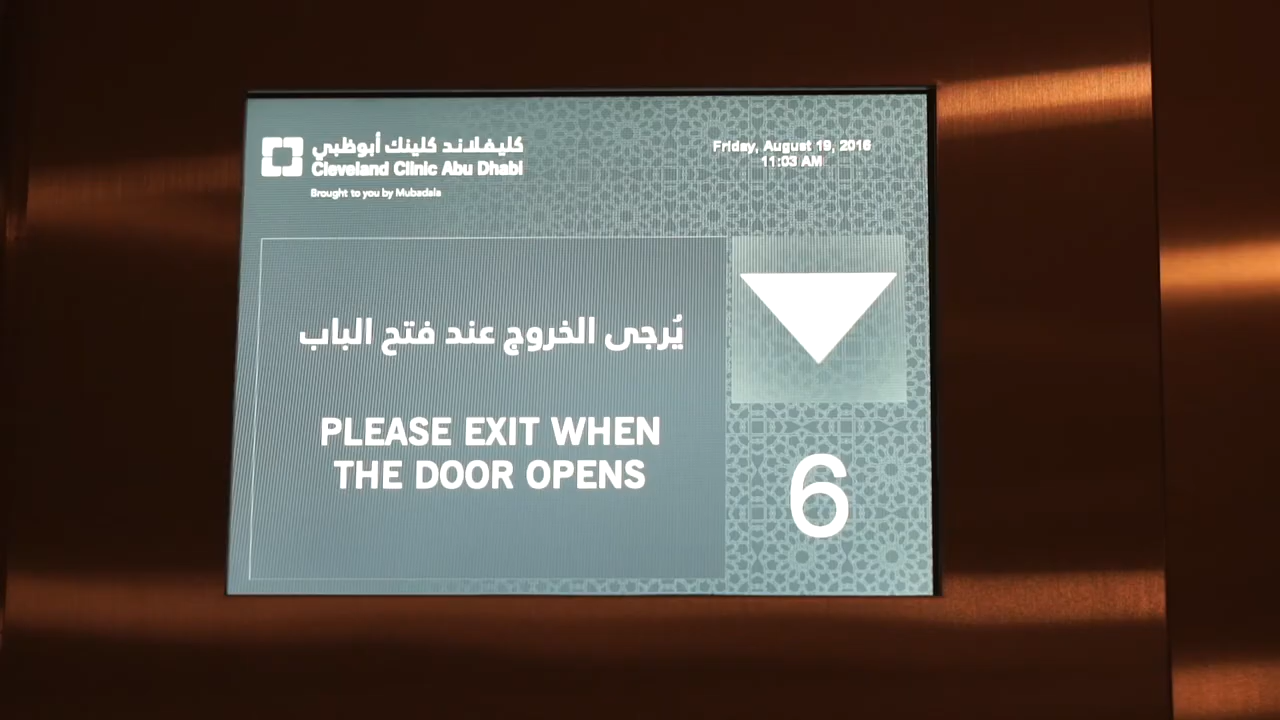 كليفلاند كلينك أبوظبي
Cleveland Clinic Abu Dhabi
Brought to you by Mubadala
Friday, August 19, 2016
11:03 AM
يُرجى الخروج عند فتح الباب
PLEASE EXIT WHEN
THE DOOR OPENS
6